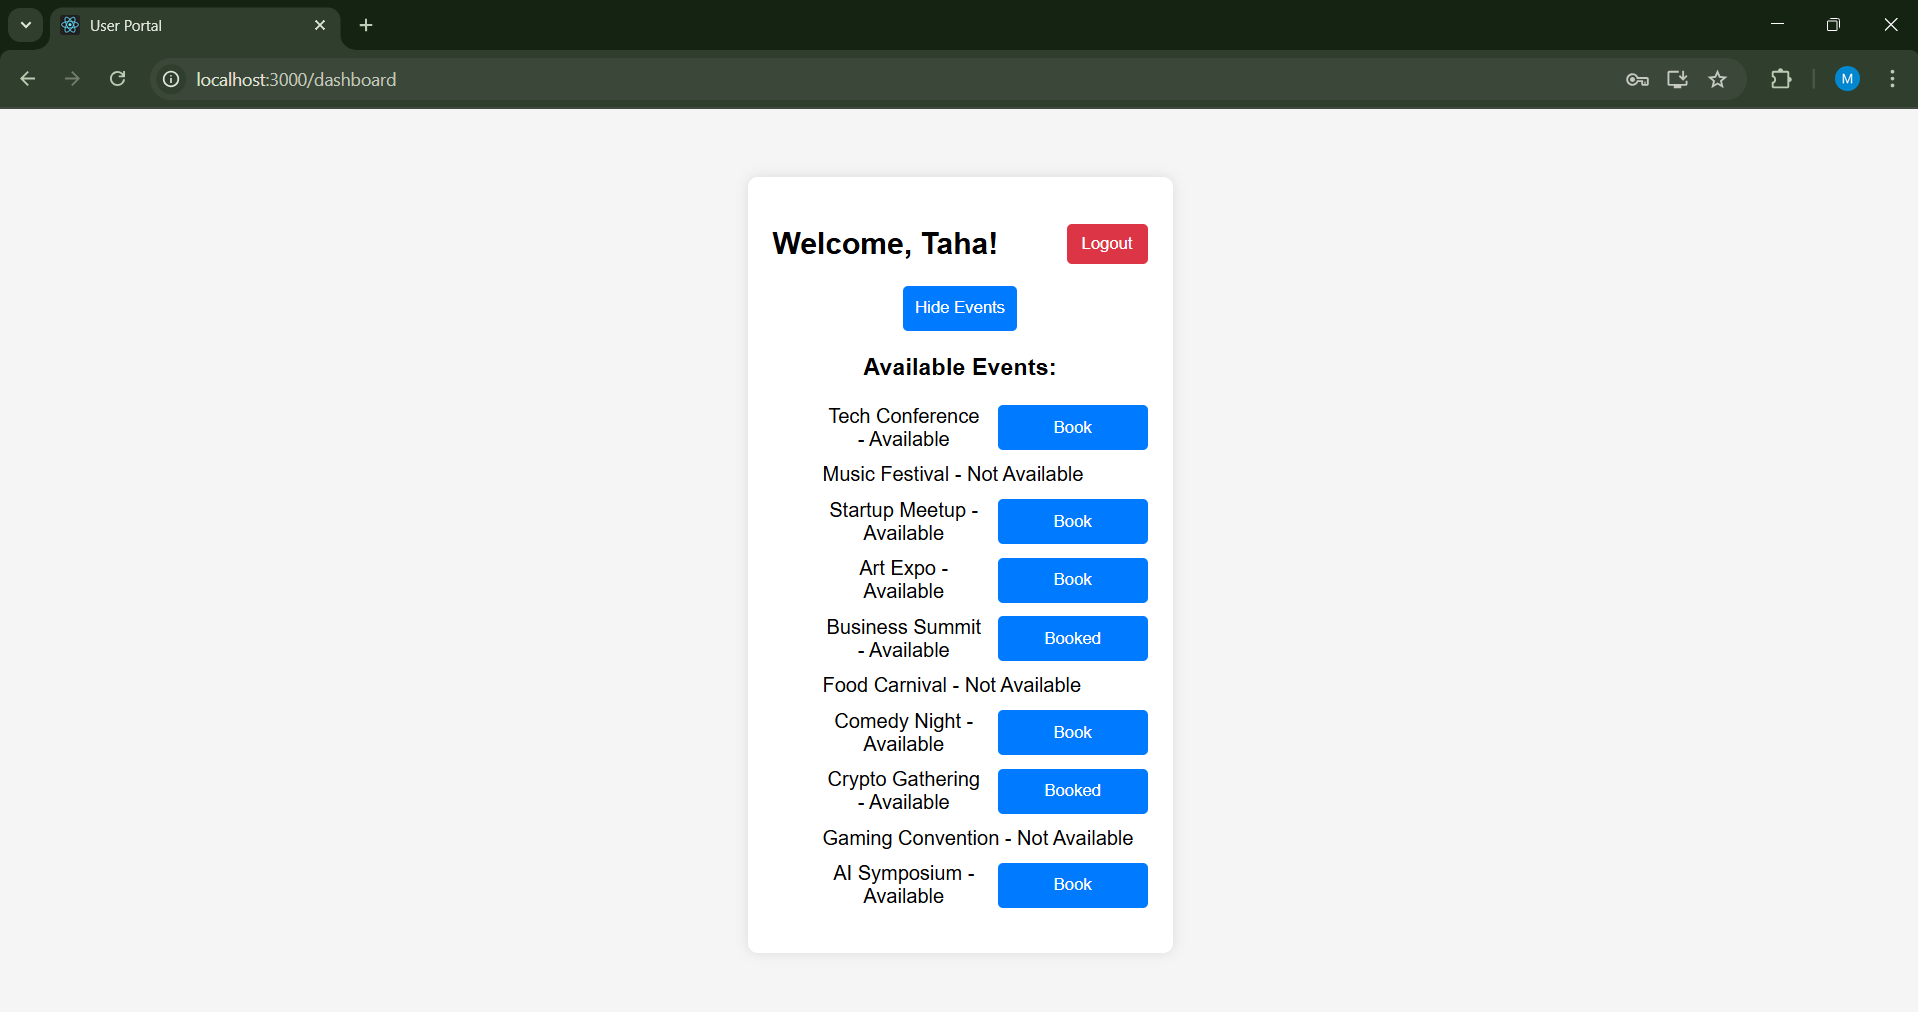 User Portal
localhost:3000/dashboard
M
Welcome, Taha!
Logout
Hide Events
Available Events:
Tech Conference
- Available
Book
Music Festival - Not Available
Startup Meetup -
Available
Book
Art Expo -
Available
Book
Business Summit
- Available
Booked
Food Carnival - Not Available
Comedy Night -
Available
Book
Crypto Gathering
- Available
Booked
Gaming Convention - Not Available
AI Symposium -
Available
Book